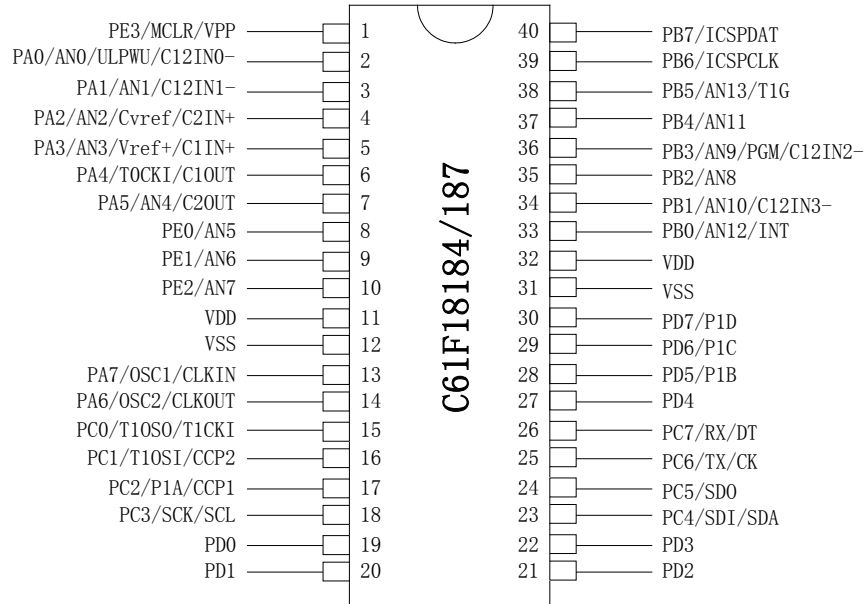 PE3/MCLR/VPP 1 40 PB7/ICSPDAT
PA0/AN0/ULPWU/C12IN0- 2 39 PB6/ICSPCLK
PA1/AN1/C12IN1- 3 38 PB5/AN13/T1G
PA2/AN2/Cvref/C2IN+ 4 37 PB4/AN11
PA3/AN3/Vref+/C1IN+ 5 36 PB3/AN9/PGM/C12IN2-
PA4/T0CKI/C1OUT 6 35 PB2/AN8
PA5/AN4/C2OUT 7 34 PB1/AN10/C12IN3-
PE0/AN5 8 33 PB0/AN12/INT
PE1/AN6 9 32 VDD
PE2/AN7 10 31 VSS
VDD 11 30 PD7/P1D
VSS 12 29 PD6/P1C
PA7/OSC1/CLKIN 13 28 PD5/P1B
PA6/OSC2/CLKOUT 14 27 PD4
PC0/T1OSO/T1CKI 15 26 PC7/RX/DT
PC1/T1OSI/CCP2 16 25 PC6/TX/CK
PC2/P1A/CCP1 17 24 PC5/SDO
PC3/SCK/SCL 18 23 PC4/SDI/SDA
PD0 19 22 PD3
PD1 20 21 PD2
C61F18184/187